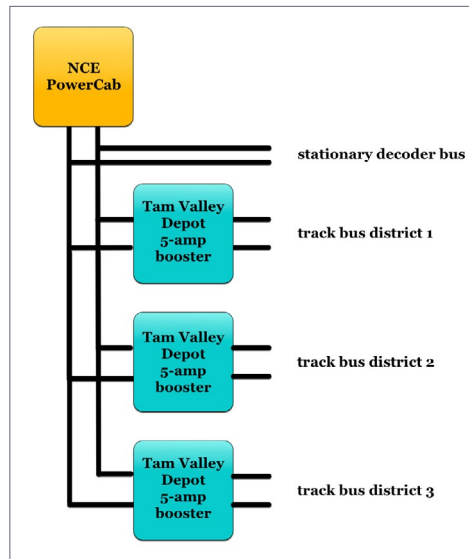 NCE
PowerCab
stationary decoder bus
Tam Valley
Depot
5-amp
booster
track bus district 1
Tam Valley
Depot
5-amp
booster
track bus district 2
Tam Valley
Depot
5-amp
booster
track bus district 3